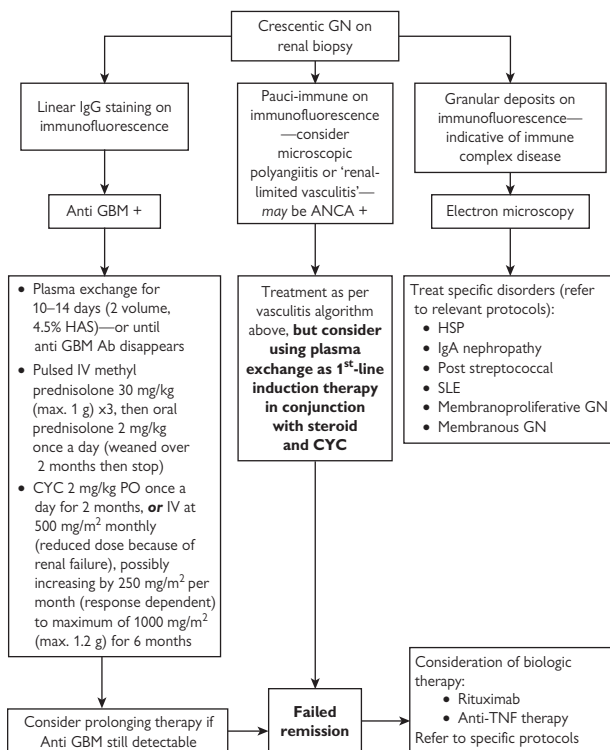 Crescentic GN on
renal biopsy
Linear IgG staining on
immunofluorescence
Pauci-immune on
immunofluorescence
—consider
microscopic
polyangiitis or ‘renal-
limited vasculitis’—
may be ANCA +
Granular deposits on
immunofluorescence—
indicative of immune
complex disease
Anti GBM +
Electron microscopy
• Plasma exchange for
10–14 days (2 volume,
4.5% HAS)—or until
anti GBM Ab disappears
• Pulsed IV methyl
prednisolone 30 mg/kg
(max. 1 g) x3, then oral
prednisolone 2 mg/kg
once a day (weaned over
2 months then stop)
• CYC 2 mg/kg PO once a
day for 2 months, or IV at
500 mg/m² monthly
(reduced dose because of
renal failure), possibly
increasing by 250 mg/m² per
month (response dependent)
to maximum of 1000 mg/m²
(max. 1.2 g) for 6 months
Treatment as per
vasculitis algorithm
above, but consider
using plasma
exchange as 1st-line
induction therapy
in conjunction
with steroid
and CYC
Treat specific disorders (refer
to relevant protocols):
• HSP
• IgA nephropathy
• Post streptococcal
• SLE
• Membranoproliferative GN
• Membranous GN
Consider prolonging therapy if
Anti GBM still detectable
Failed
remission
Consideration of biologic
therapy:
• Rituximab
• Anti-TNF therapy
Refer to specific protocols